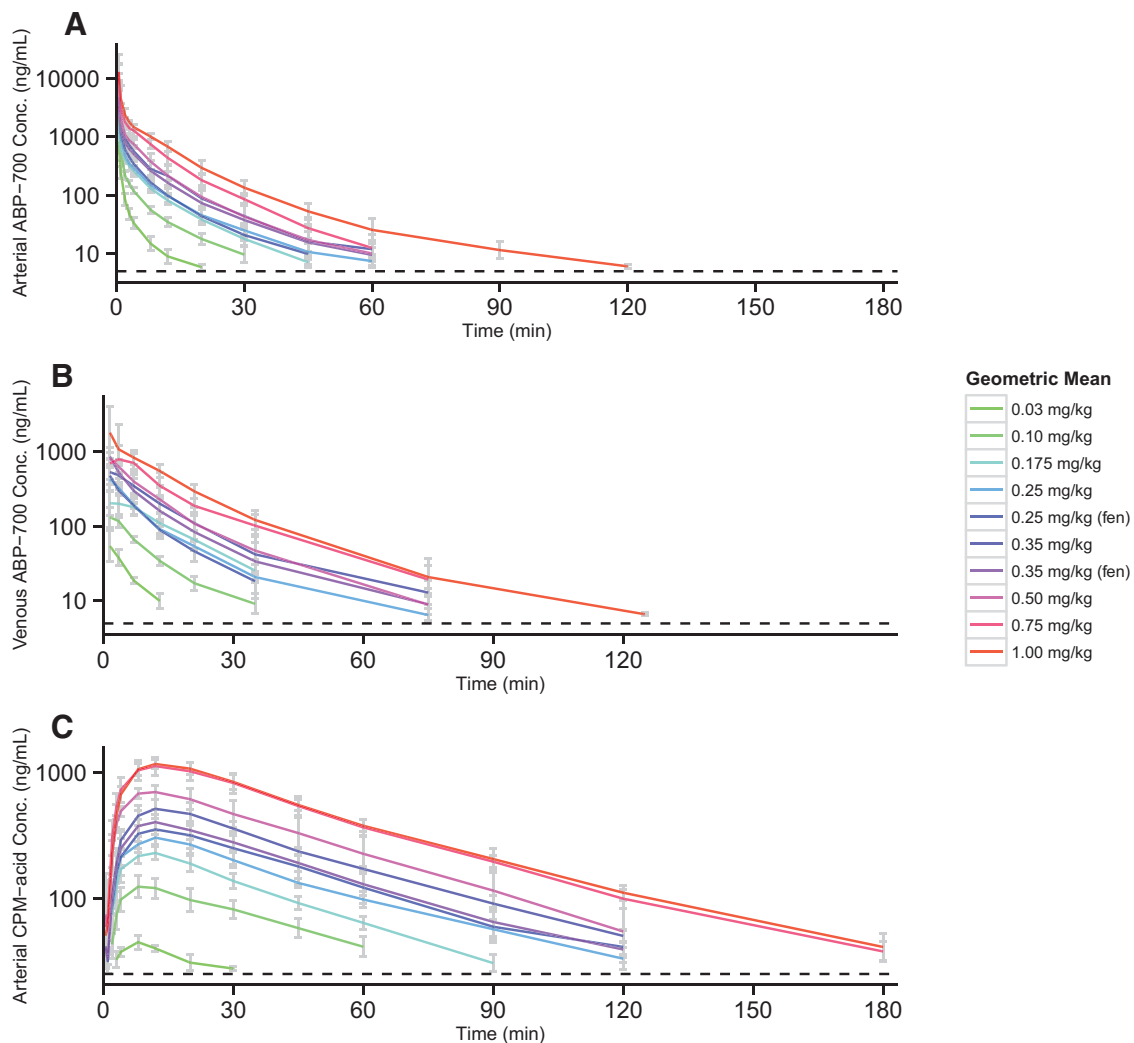 A
Arterial ABP−700 Conc. (ng/mL)
10000
1000
100
10
0 30 60 90 120 150 180
Time (min)
B
Venous ABP−700 Conc. (ng/mL)
1000
100
10
0 30 60 90 120
Time (min)
Geometric Mean
0.03 mg/kg
0.10 mg/kg
0.175 mg/kg
0.25 mg/kg
0.25 mg/kg (fen)
0.35 mg/kg
0.35 mg/kg (fen)
0.50 mg/kg
0.75 mg/kg
1.00 mg/kg
C
Arterial CPM−acid Conc. (ng/mL)
1000
100
0 30 60 90 120 150 180
Time (min)